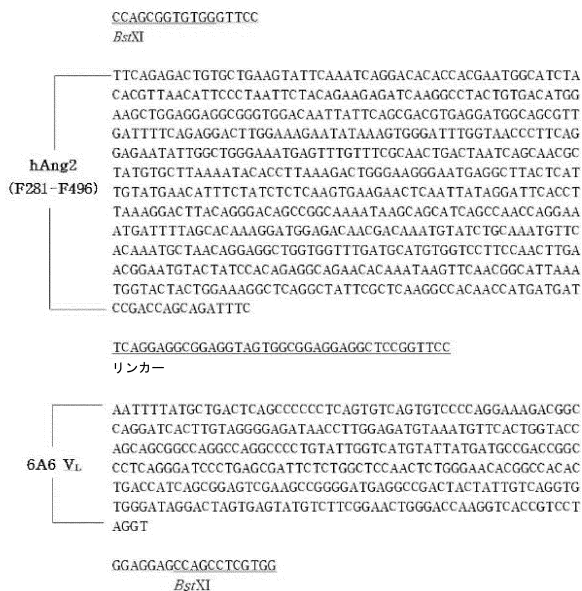 CCAGCGGTGTGGGTTCC
BstXI
TTCAGAGACTGTGCTGAAGTATTCAAATCAGGACACACCACGAATGGCATCTA
CACGTTAACATTCCCTAATTCTACAGAAGAGATCAAGGCCTACTGTGACATGG
AAGCTGGAGGAGGCGGGTGGACAATTATTCAGCGACGTGAGGATGGCAGCGTT
GATTTTCAGAGGACTTGGAAAGAATATAAAGTGGGATTTGGTAACCCTTCAG
GAGAATATTGGCTGGGAAATGAGTTTGTTTCGCAACTGACTAATCAGCAACGC
TATGTGCTTAAAATACACCTTAAAGACTGGGAAGGGAATGAGGCTTACTCAT
TGTATGAACATTTCTATCTCTCAAGTGAAGAACTCAATTATAGGATTCACCT
TAAAGGACTTACAGGGACAGCCGGCAAAATAAGCAGCATCAGCCAACCAGGAA
ATGATTTTAGCACAAAGGATGGAGACAACGACAAATGTATCTGCAAATGTTC
ACAAATGCTAACAGGAGGCTGGTGGTTTGATGCATGTGGTCCTTCCAACTTGA
ACGGAATGTACTATCCACAGAGGCAGAACACAAATAAGTTCAACGGCATTAAA
TGGTACTACTGGAAAGGCTCAGGCTATTCGCTCAAGGCCACAACCATGATGAT
CCGACCAGCAGATTTC
hAng2
(F281-F496)
TCAGGAGGCGGAGGTAGTGGCGGAGGAGGCTCCGGTTCC
リンカー
AATTTTATGCTGACTCAGCCCCCCTCAGTGTCAGTGTCCCCAGGAAAGACGGC
CAGGATCACTTGTAGGGGAGATAACCTTGGAGATGTAAATGTTCACTGGTACC
AGCAGCGGCCAGGCCAGGCCCCTGTATTGGTCATGTATTATGATGCCGACCGGC
CCTCAGGGATCCCTGAGCGATTCTCTGGCTCCAACTCTGGGAACACGGCCACAC
TGACCATCAGCGGAGTCGAAGCCGGGGATGAGGCCGACTACTATTGTCAGGTG
TGGGATAGGACTAGTGAGTATGTCTTCGGAACTGGGACCAAGGTCACCGTCCT
AGGT
6A6 VL
GGAGGAGCCAGCCTCGTGG
BstXI